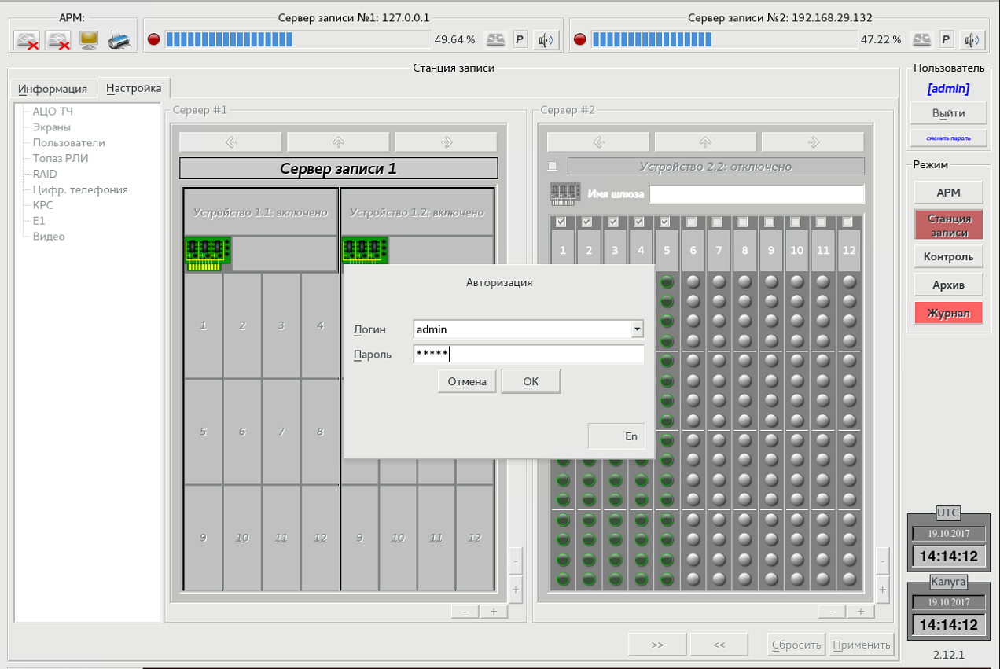 АРМ:
Сервер записи №1: 127.0.0.1
49.64 %
P
Сервер записи №2: 192.168.29.132
47.22 %
P
Станция записи
Информация
Настройка
АЦО ТЧ
Экраны
Пользователи
Топаз РЛИ
RAID
Цифр. телефония
КРС
E1
Видео
Сервер #1
Сервер записи 1
Устройство 1.1: включено
Устройство 1.2: включено
1 2 3 4
5 6 7 8
9 10 11 12 9 10 11 12
-
+
- +
Сервер #2
Устройство 2.2: отключено
Имя шлюза
1 2 3 4 5 6 7 8 9 10 11 12
-
+
- +
Авторизация
Логин admin
Пароль *****
Отмена
OK
En
>>
<<
Сбросить
Применить
Пользователь
[admin]
Выйти
сменить пароль
Режим
АРМ
Станция
записи
Контроль
Архив
Журнал
UTC
19.10.2017
14:14:12
Калуга
19.10.2017
14:14:12
2.12.1